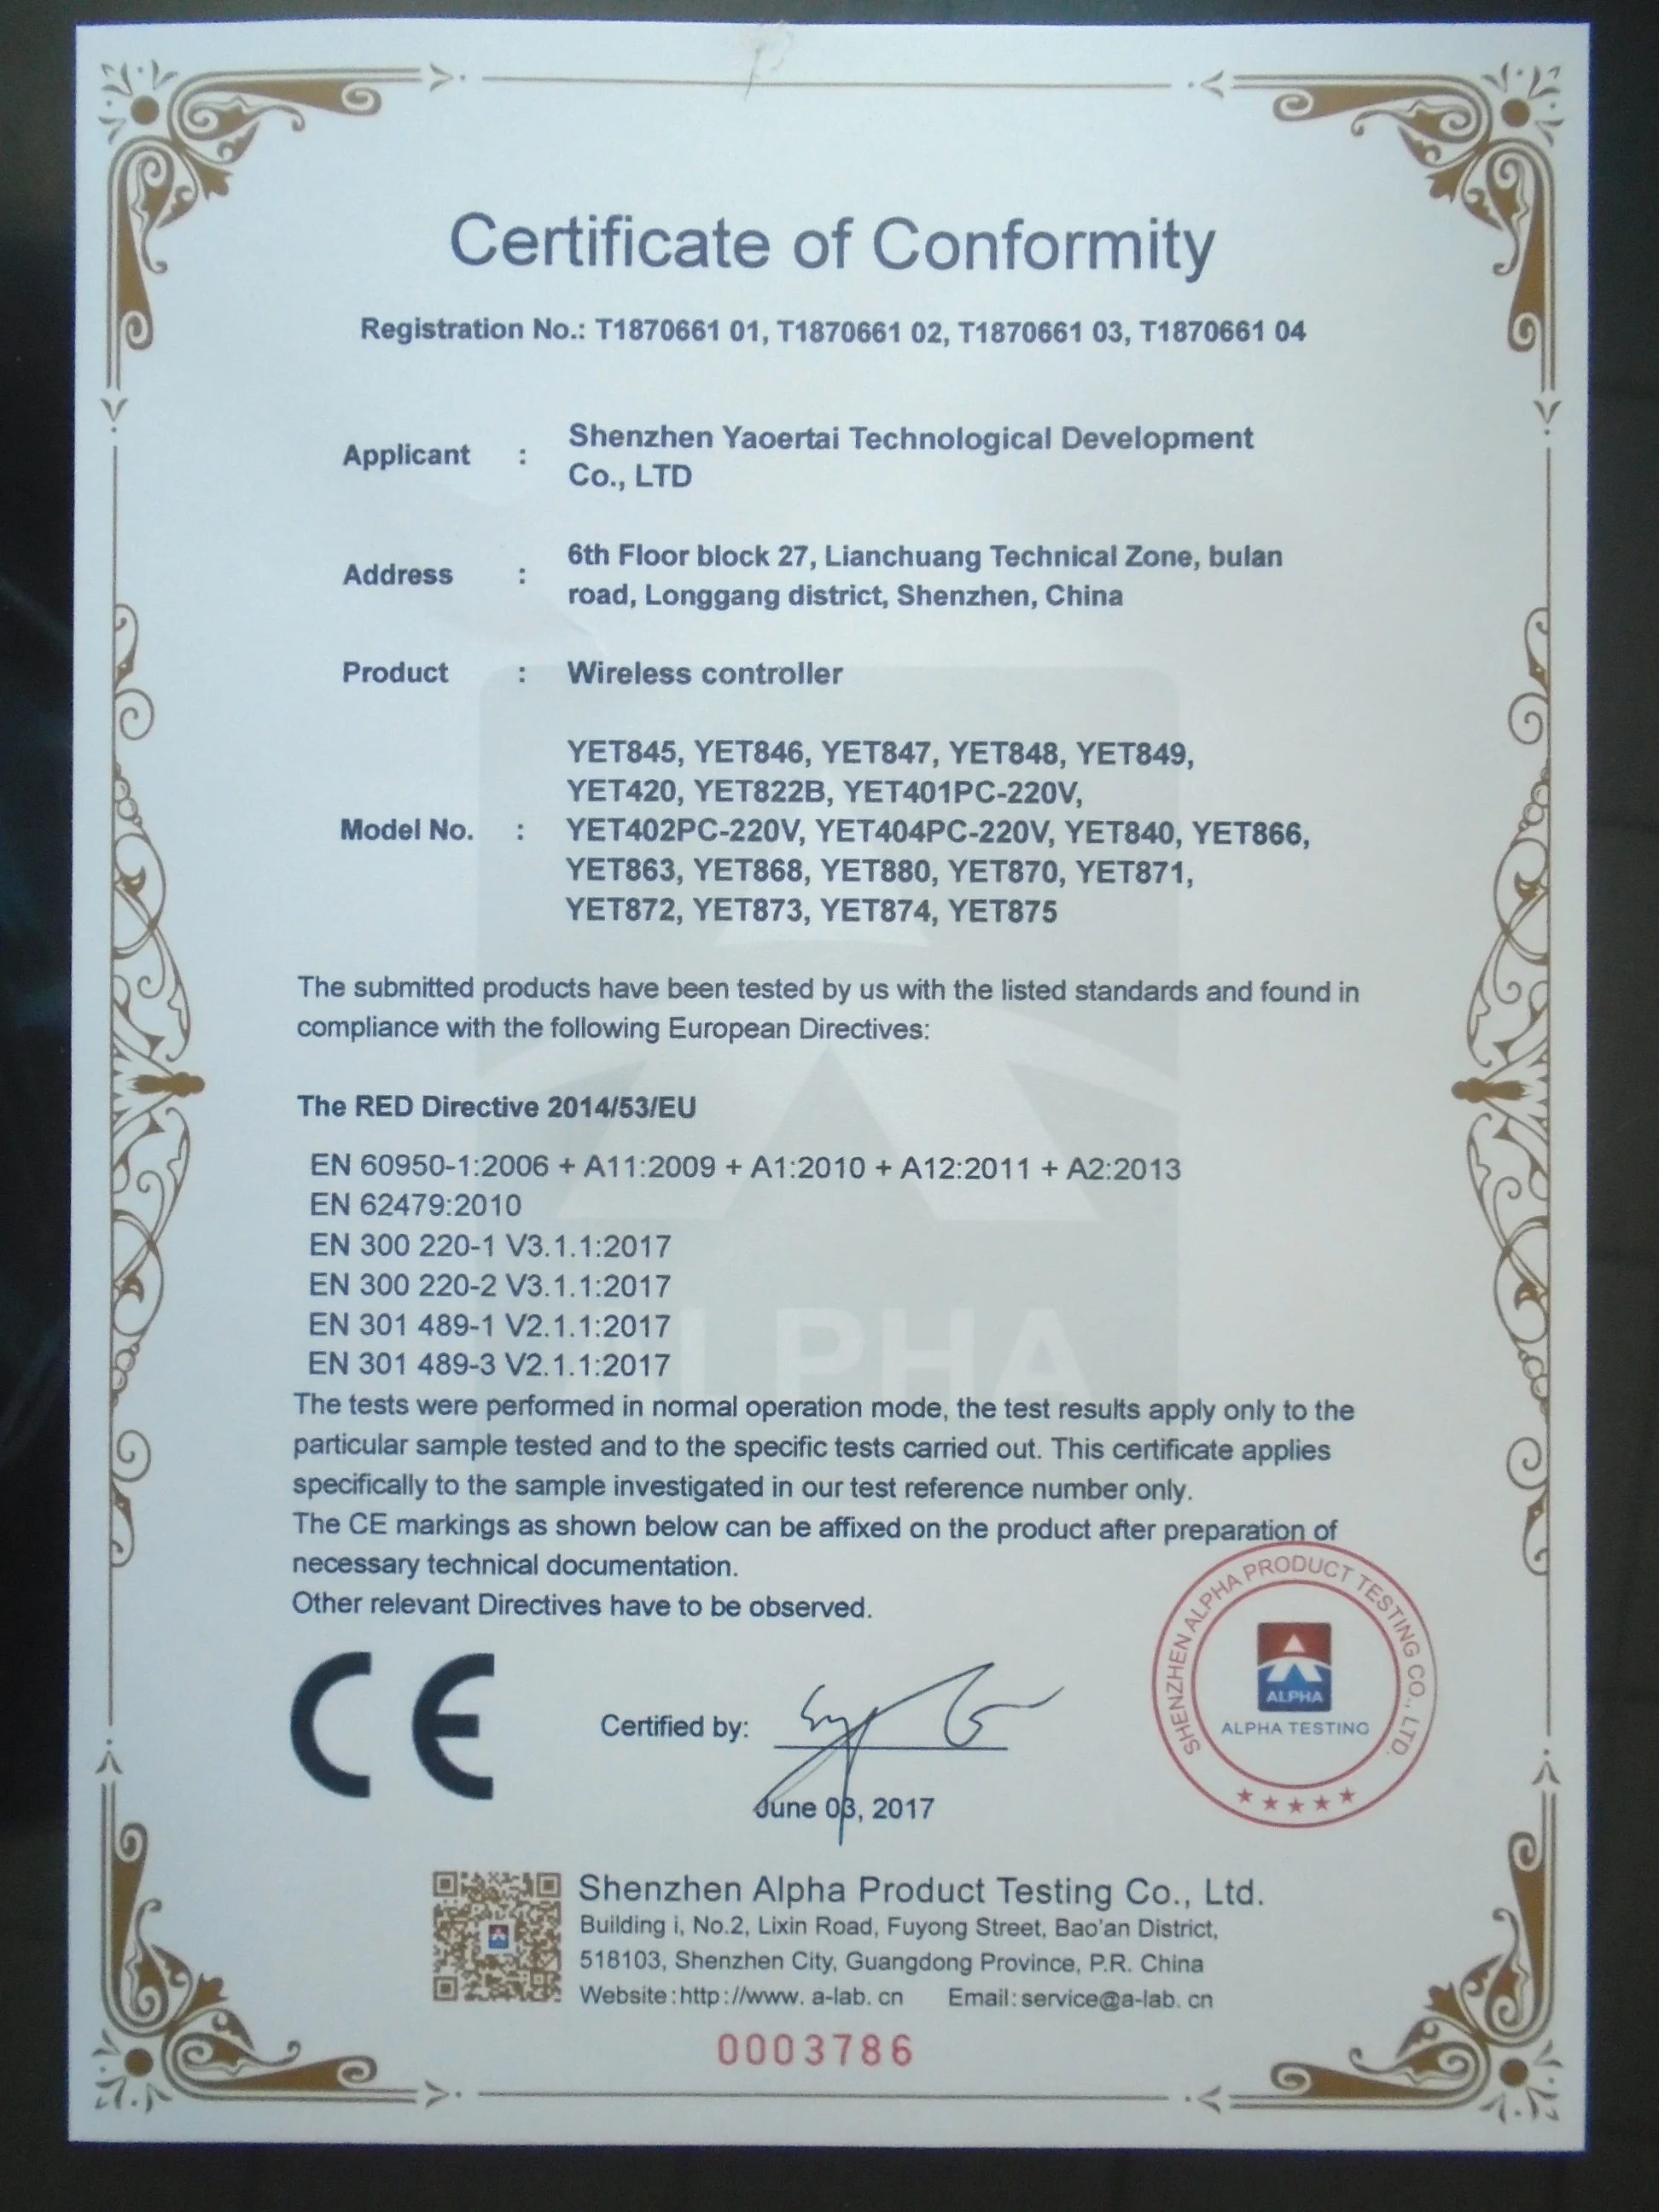 Certificate of Conformity
Registration No.: T1870661 01, T1870661 02, T1870661 03, T1870661 04
Applicant : Shenzhen Yaoertai Technological Development
Co., LTD
Address : 6th Floor block 27, Lianchuang Technical Zone, bulan
road, Longgang district, Shenzhen, China
Product : Wireless controller
YET845, YET846, YET847, YET848, YET849,
YET420, YET822B, YET401PC-220V,
Model No. : YET402PC-220V, YET404PC-220V, YET840, YET866,
YET863, YET868, YET880, YET870, YET871,
YET872, YET873, YET874, YET875
The submitted products have been tested by us with the listed standards and found in
compliance with the following European Directives:
The RED Directive 2014/53/EU
EN 60950-1:2006 + A11:2009 + A1:2010 + A12:2011 + A2:2013
EN 62479:2010
EN 300 220-1 V3.1.1:2017
EN 300 220-2 V3.1.1:2017
EN 301 489-1 V2.1.1:2017
EN 301 489-3 V2.1.1:2017
ALPHA
The tests were performed in normal operation mode, the test results apply only to the
particular sample tested and to the specific tests carried out. This certificate applies
specifically to the sample investigated in our test reference number only.
The CE markings as shown below can be affixed on the product after preparation of
necessary technical documentation.
Other relevant Directives have to be observed.
CE
Certified by:
June 03, 2017
SHENZHEN ALPHA PRODUCT TESTING CO., LTD.
ALPHA
ALPHA TESTING
Shenzhen Alpha Product Testing Co., Ltd.
Building i, No.2, Lixin Road, Fuyong Street, Bao'an District,
518103, Shenzhen City, Guangdong Province, P.R. China
Website:http://www. a-lab. cn Email:service@a-lab. cn
0003786